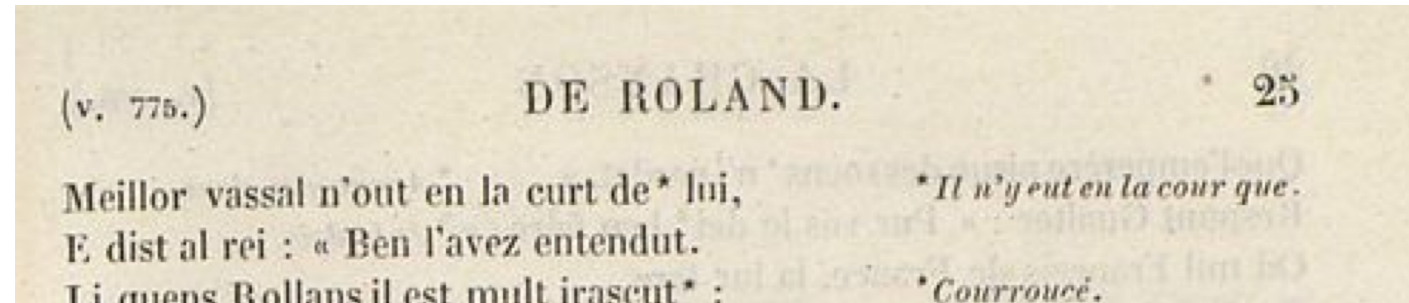 (v. 775.) DE ROLAND. 25
Meillor vassal n'out en la curt de* lui, *Il n'y eut en la cour que.
E dist al rei : « Ben l'avez entendut.
Li quens Rollans il est mult irascut* : *Courroucé.